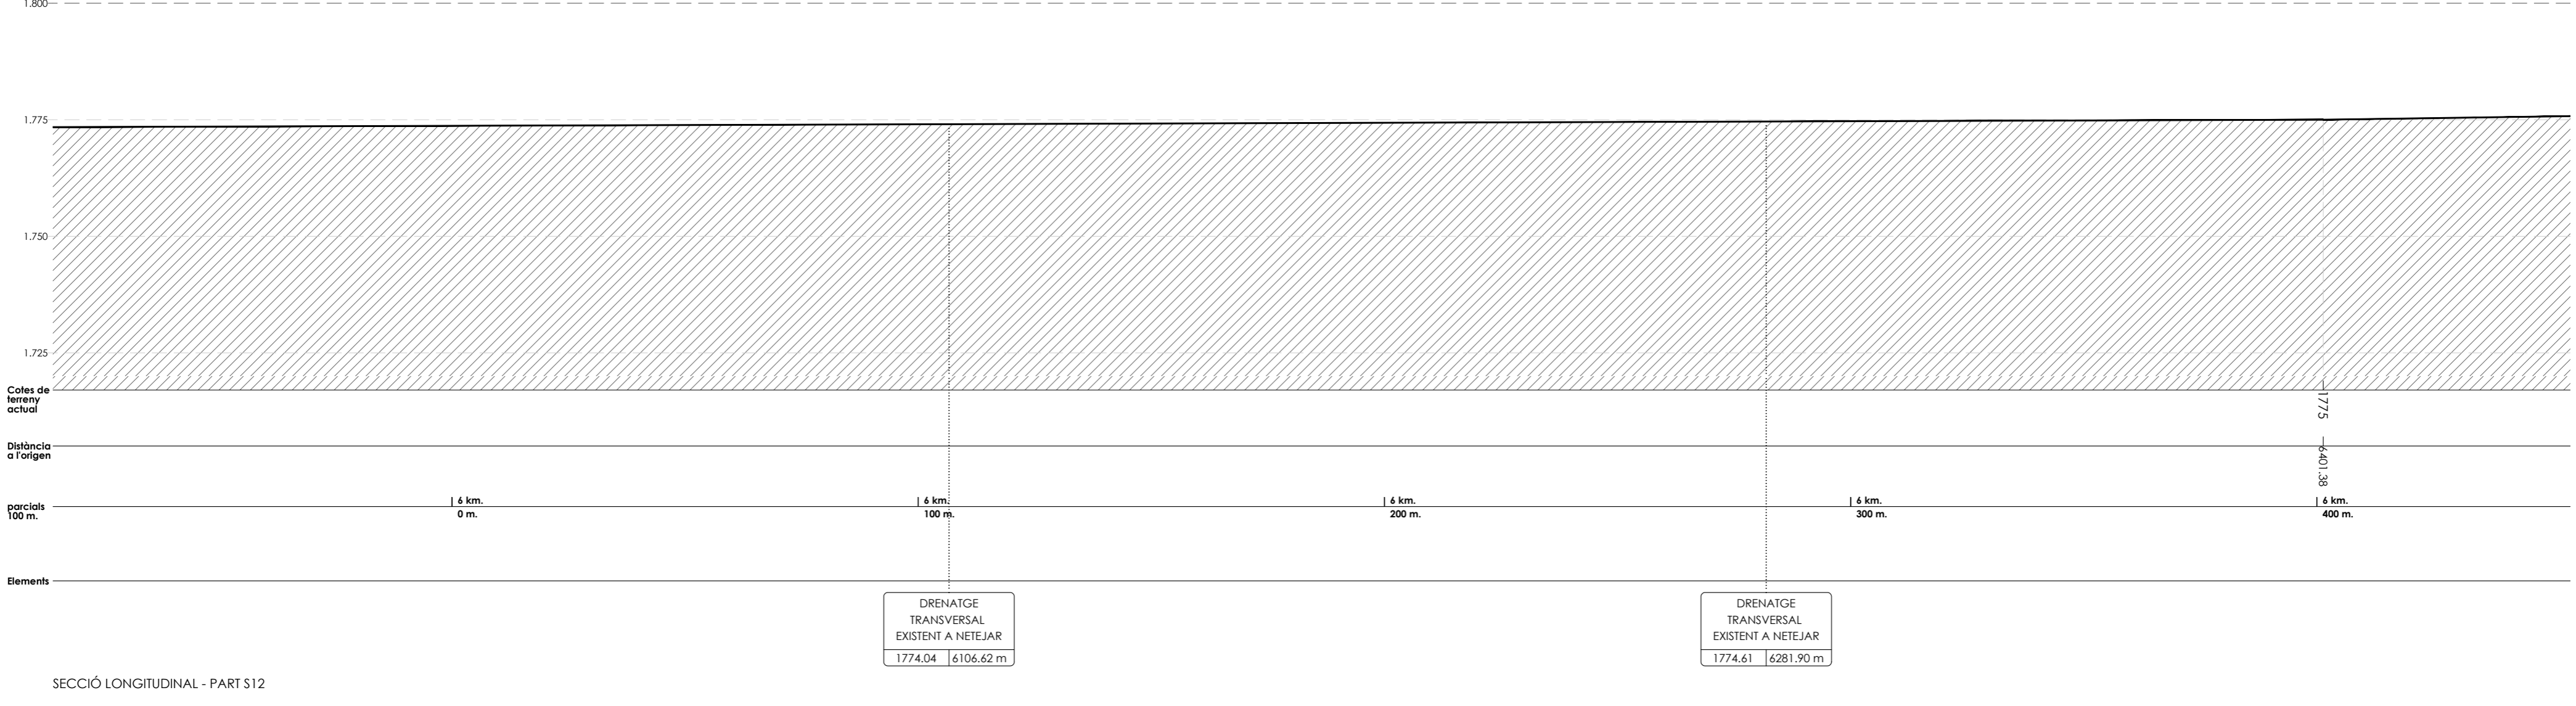 1.800
1.775
1.750
1.725
Cotes de
terreny
actual
1775
Distància
a l'origen
6401.38
parcials
100 m.
6 km.
0 m.
6 km.
100 m.
6 km.
200 m.
6 km.
300 m.
6 km.
400 m.
Elements
DRENATGE
TRANSVERSAL
EXISTENT A NETEJAR
1774.04 6106.62 m
DRENATGE
TRANSVERSAL
EXISTENT A NETEJAR
1774.61 6281.90 m
SECCIÓ LONGITUDINAL - PART S12